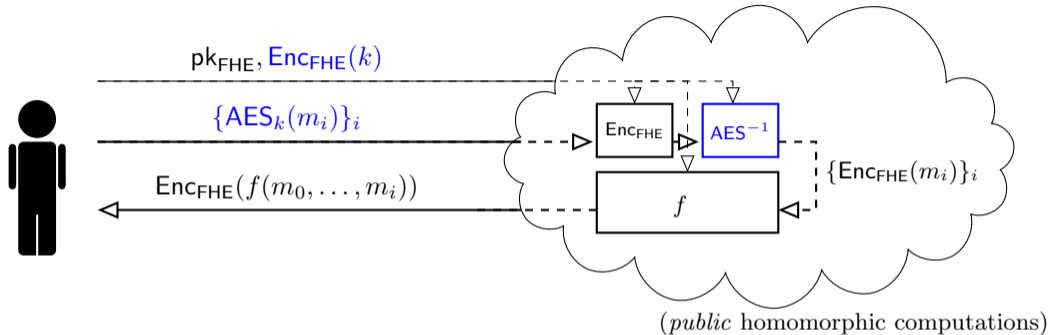 pk_FHE, Enc_FHE(k)
{AES_k(m_i)}_i
Enc_FHE
AES^{-1}
{Enc_FHE(m_i)}_i
Enc_FHE(f(m_0, . . . , m_i))
f
(public homomorphic computations)